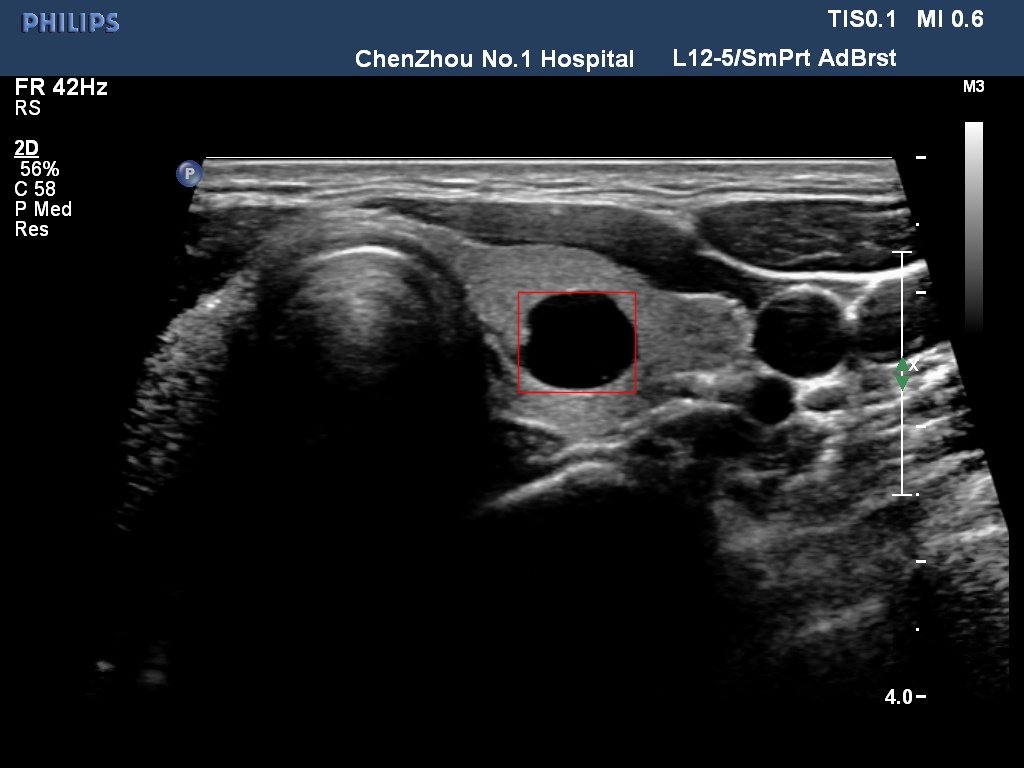 PHILIPS
TIS0.1 MI 0.6
ChenZhou No.1 Hospital L12-5/SmPrt AdBrst
FR 42Hz
RS
M3
2D
56%
C 58
P Med
Res
P
X
4.0